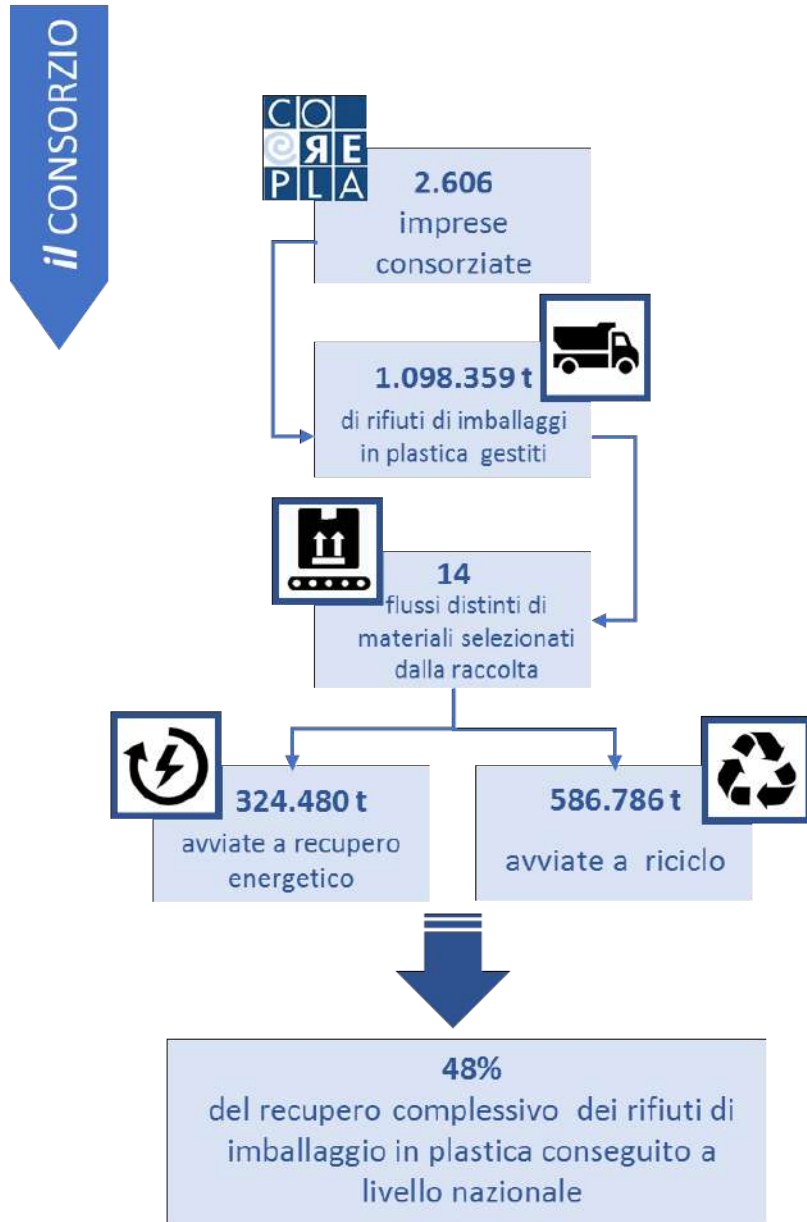 il CONSORZIO
CO
REPLA
2.606
imprese
consorziate
1.098.359 t
di rifiuti di imballaggi
in plastica gestiti
14
flussi distinti di
materiali selezionati
dalla raccolta
324.480 t
avviate a recupero
energetico
586.786 t
avviate a riciclo
48%
del recupero complessivo dei rifiuti di
imballaggio in plastica conseguito a
livello nazionale